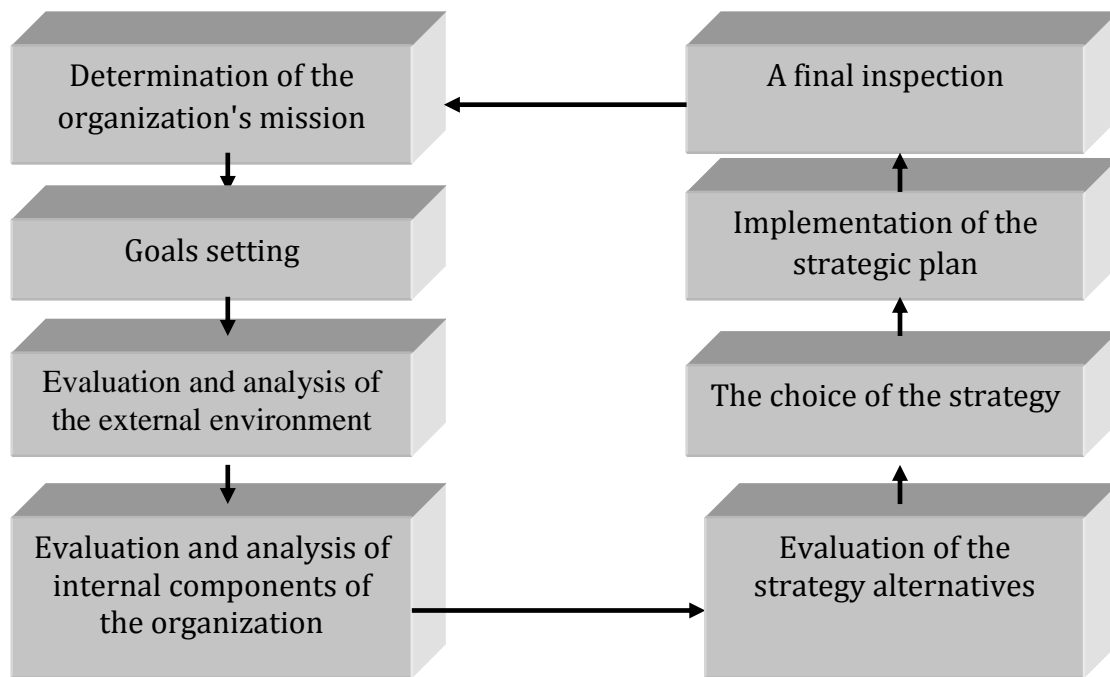 Determination of the
organization's mission
Goals setting
Evaluation and analysis of
the external environment
Evaluation and analysis of
internal components of
the organization
Evaluation of the
strategy alternatives
The choice of the strategy
Implementation of the
strategic plan
A final inspection